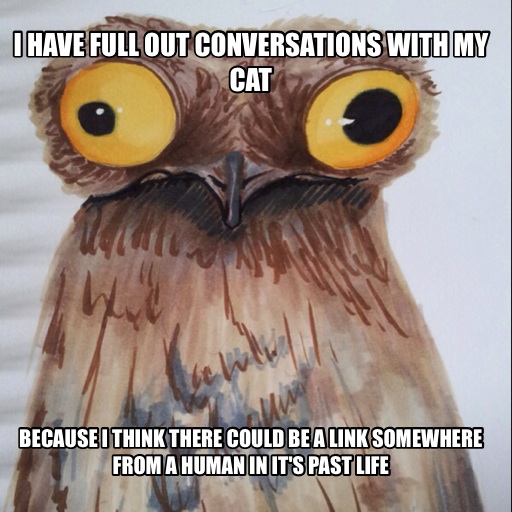 I HAVE FULL OUT CONVERSATIONS WITH MY
CAT
BECAUSE I THINK THERE COULD BE A LINK SOMEWHERE
FROM A HUMAN IN IT'S PAST LIFE